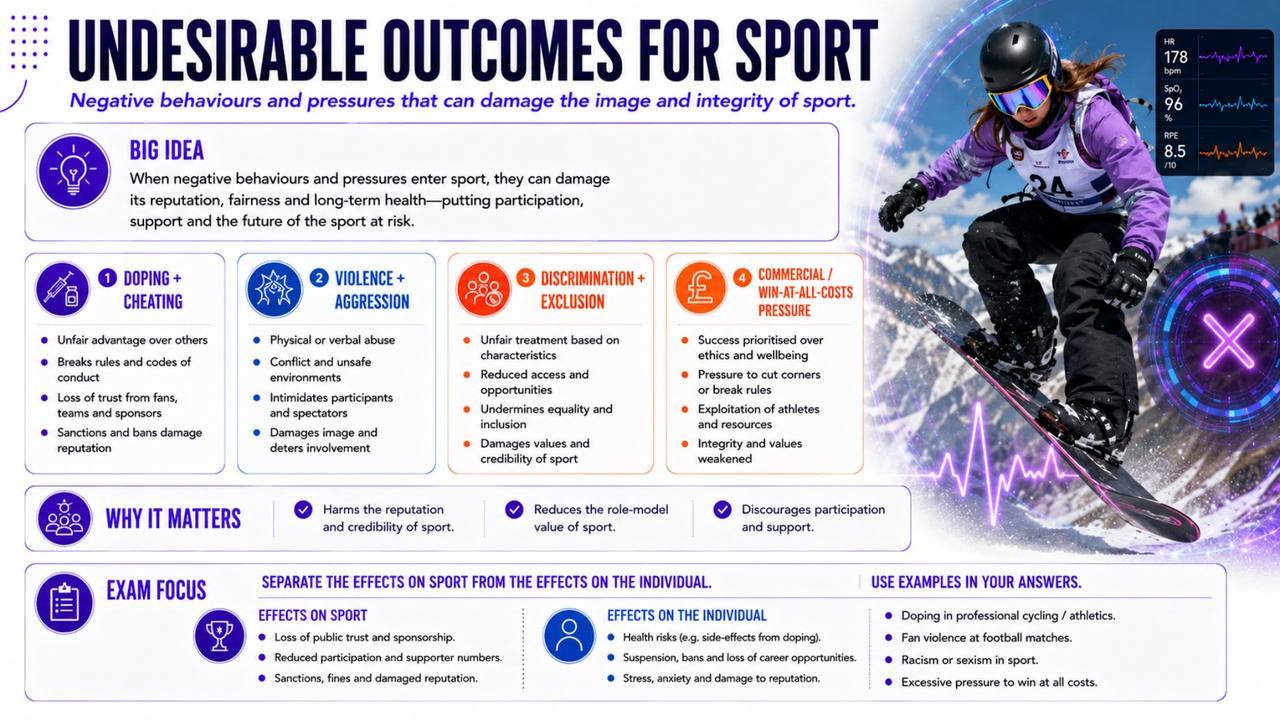 UNDESIRABLE OUTCOMES FOR SPORT
Negative behaviours and pressures that can damage the image and integrity of sport.
BIG IDEA
When negative behaviours and pressures enter sport, they can damage
its reputation, fairness and long-term health—putting participation,
support and the future of the sport at risk.
1 DOPING +
CHEATING
Unfair advantage over others
Breaks rules and codes of
conduct
Loss of trust from fans,
teams and sponsors
Sanctions and bans damage
reputation
2 VIOLENCE +
AGGRESSION
Physical or verbal abuse
Conflict and unsafe
environments
Intimidates participants
and spectators
Damages image and
deters involvement
3 DISCRIMINATION +
EXCLUSION
Unfair treatment based on
characteristics
Reduced access and
opportunities
Undermines equality and
inclusion
Damages values and
credibility of sport
£
4 COMMERCIAL /
WIN-AT-ALL-COSTS
PRESSURE
Success prioritised over
ethics and wellbeing
Pressure to cut corners
or break rules
Exploitation of athletes
and resources
Integrity and values
weakened
HR
178
bpm
SpO₂
96
%
RPE
8.5
/10
WHY IT MATTERS
Harms the reputation
and credibility of sport.
Reduces the role-model
value of sport.
Discourages participation
and support.
EXAM FOCUS
SEPARATE THE EFFECTS ON SPORT FROM THE EFFECTS ON THE INDIVIDUAL.
EFFECTS ON SPORT
Loss of public trust and sponsorship.
Reduced participation and supporter numbers.
Sanctions, fines and damaged reputation.
EFFECTS ON THE INDIVIDUAL
Health risks (e.g. side-effects from doping).
Suspension, bans and loss of career opportunities.
Stress, anxiety and damage to reputation.
USE EXAMPLES IN YOUR ANSWERS.
Doping in professional cycling / athletics.
Fan violence at football matches.
Racism or sexism in sport.
Excessive pressure to win at all costs.